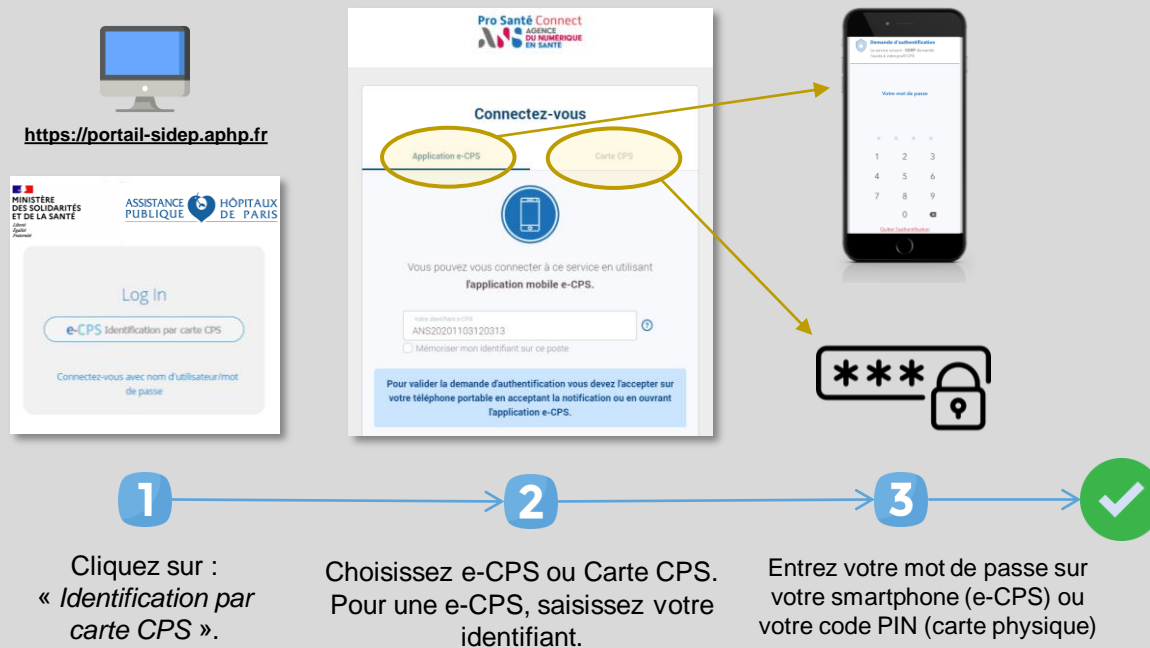 https://portail-sidep.aphp.fr
MINISTÈRE
DES SOLIDARITÉS
ET DE LA SANTÉ
Liberté
Égalité
Fraternité
ASSISTANCE HÔPITAUX
PUBLIQUE DE PARIS
Log In
e-CPS Identification par carte CPS
Connectez-vous avec nom d'utilisateur/mot
de passe
Pro Santé Connect
AGENCE
DU NUMÉRIQUE
EN SANTÉ
Connectez-vous
Application e-CPS
Carte CPS
Vous pouvez vous connecter à ce service en utilisant
l'application mobile e-CPS.
Votre identifiant e-CPS
ANS20201103120313
Mémoriser mon identifiant sur ce poste
Pour valider la demande d'authentification vous devez l'accepter sur
votre téléphone portable en acceptant la notification ou en ouvrant
l'application e-CPS.
Demande d'authentification
Votre mot de passe
1 2 3
4 5 6
7 8 9
0
Quitter l'authentification
***
1
2
3
Cliquez sur :
« Identification par
carte CPS ».
Choisissez e-CPS ou Carte CPS.
Pour une e-CPS, saisissez votre
identifiant.
Entrez votre mot de passe sur
votre smartphone (e-CPS) ou
votre code PIN (carte physique)